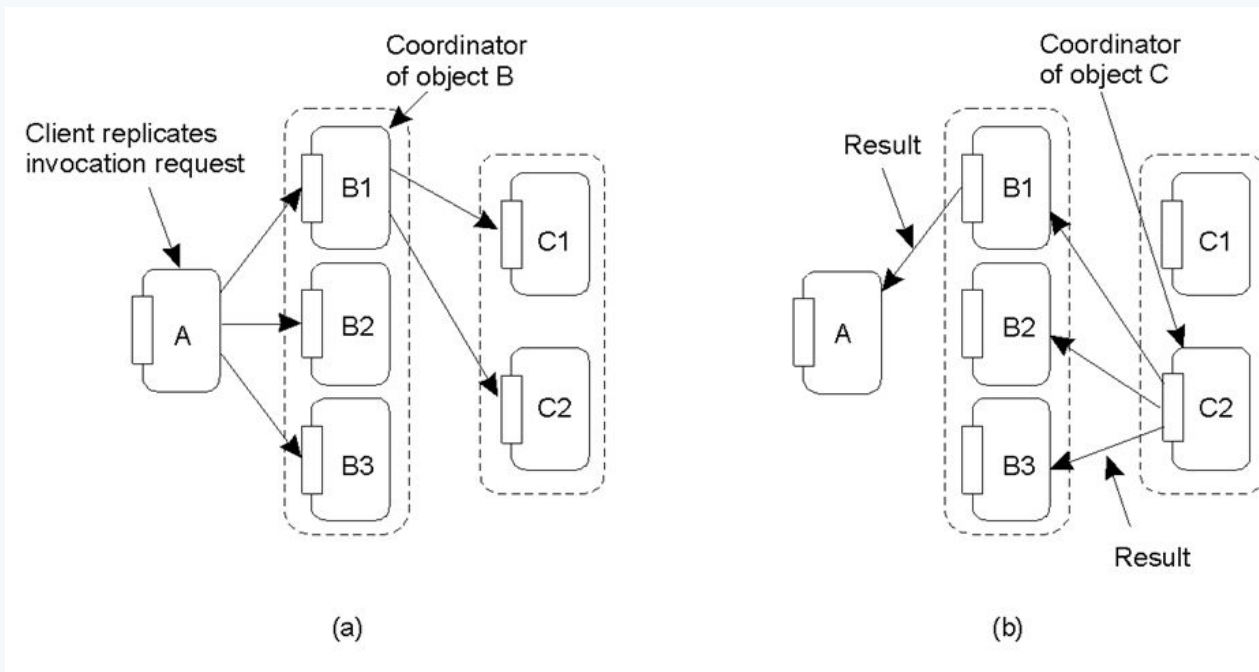 Coordinator
of object B
Client replicates
invocation request
B1
C1
A
B2
C2
B3
(a)
Coordinator
of object C
Result
B1
C1
A
B2
C2
B3
Result
(b)